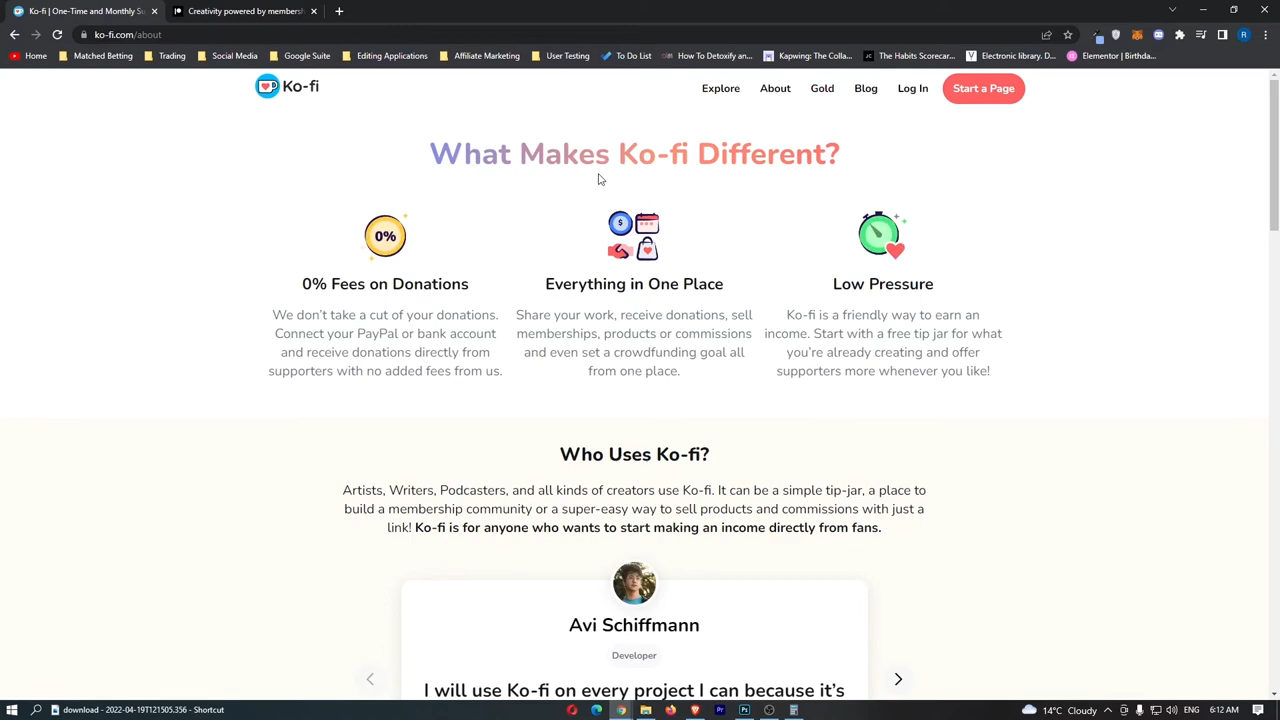 Ko-fi | One-Time and Monthly Su
Creativity powered by membersh
ko-fi.com/about
Home
Matched Betting
Trading
Social Media
Google Suite
Editing Applications
Affiliate Marketing
User Testing
To Do List
How To Detoxify an...
Kapwing: The Colla...
The Habits Scorecar...
Electronic library. D...
Elementor | Birthda...
Ko-fi
Explore
About
Gold
Blog
Log In
Start a Page
What Makes Ko-fi Different?
0%
$
0% Fees on Donations
We don't take a cut of your donations.
Connect your PayPal or bank account
and receive donations directly from
supporters with no added fees from us.
Everything in One Place
Share your work, receive donations, sell
memberships, products or commissions
and even set a crowdfunding goal all
from one place.
Low Pressure
Ko-fi is a friendly way to earn an
income. Start with a free tip jar for what
you're already creating and offer
supporters more whenever you like!
Who Uses Ko-fi?
Artists, Writers, Podcasters, and all kinds of creators use Ko-fi. It can be a simple tip-jar, a place to
build a membership community or a super-easy way to sell products and commissions with just a
link! Ko-fi is for anyone who wants to start making an income directly from fans.
Avi Schiffmann
Developer
I will use Ko-fi on every project I can because it's
download - 2022-04-19T121505.356 - Shortcut
14°C Cloudy
6:12 AM